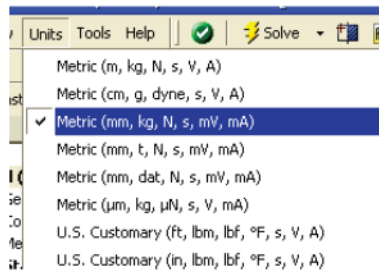 Units Tools Help Solve
Metric (m, kg, N, s, V, A)
Metric (cm, g, dyne, s, V, A)
Metric (mm, kg, N, s, mV, mA)
Metric (mm, t, N, s, mV, mA)
Metric (mm, dat, N, s, mV, mA)
Metric (µm, kg, µN, s, V, mA)
U.S. Customary (ft, lbm, lbf, °F, s, V, A)
U.S. Customary (in, lbm, lbf, °F, s, V, A)